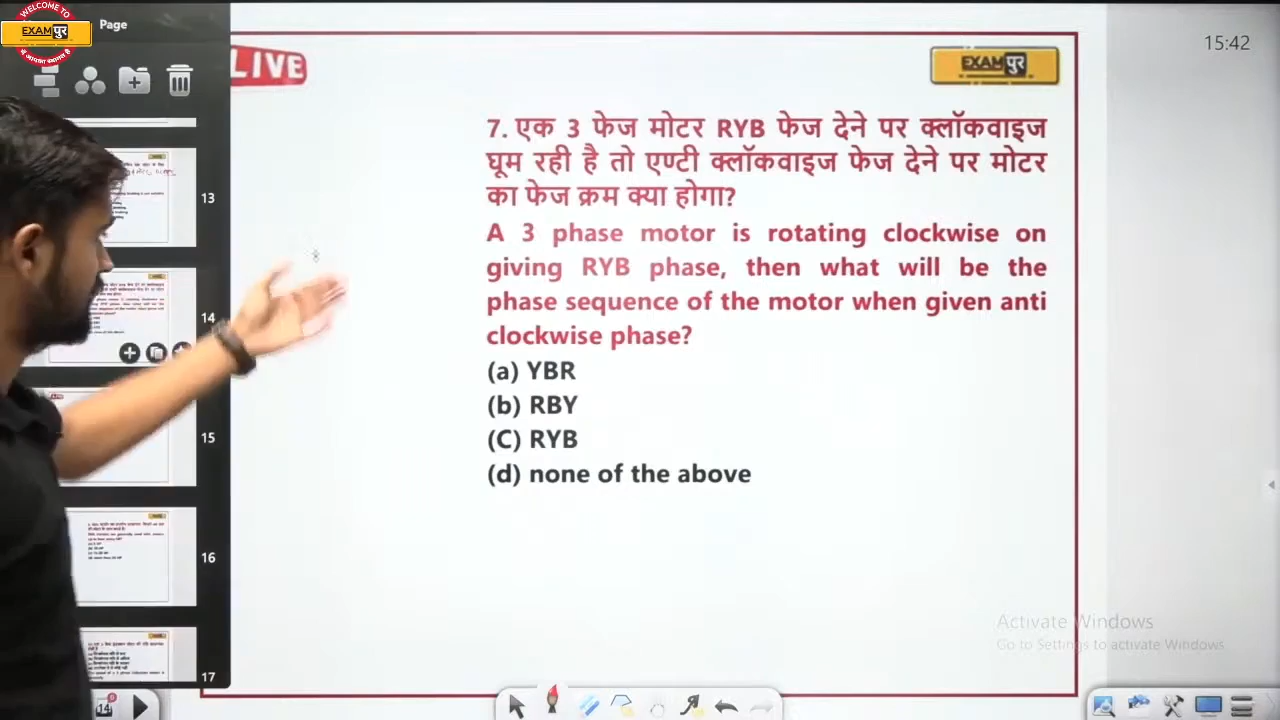 WELCOME TO
EXAMपुर
Page
15:42
LIVE
EXAMपुर
7. एक 3 फेज मोटर RYB फेज देने पर क्लॉकवाइज
घूम रही है तो एण्टी क्लॉकवाइज फेज देने पर मोटर
का फेज क्रम क्या होगा?
A 3 phase motor is rotating clockwise on
giving RYB phase, then what will be the
phase sequence of the motor when given anti
clockwise phase?
(a) YBR
(b) RBY
(C) RYB
(d) none of the above
13
14
15
16
17
Activate Windows
Go to Settings to activate Windows.
14